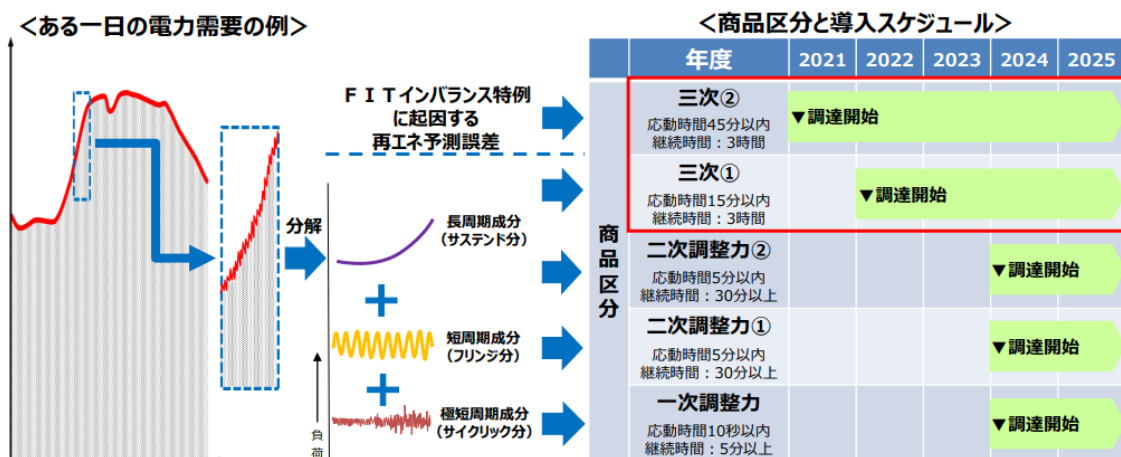 <ある一日の電力需要の例>
分解
負
荷
FITインバランス特例
に起因する
再エネ予測誤差
長周期成分
(サステンド分)
短周期成分
(フリンジ分)
極短周期成分
(サイクリック分)
<商品区分と導入スケジュール>
年度 2021 2022 2023 2024 2025
商品区分
三次②
応動時間45分以内
継続時間:3時間
▼調達開始
三次①
応動時間15分以内
継続時間:3時間
▼調達開始
二次調整力②
応動時間5分以内
継続時間:30分以上
▼調達開始
二次調整力①
応動時間5分以内
継続時間:30分以上
▼調達開始
一次調整力
応動時間10秒以内
継続時間:5分以上
▼調達開始